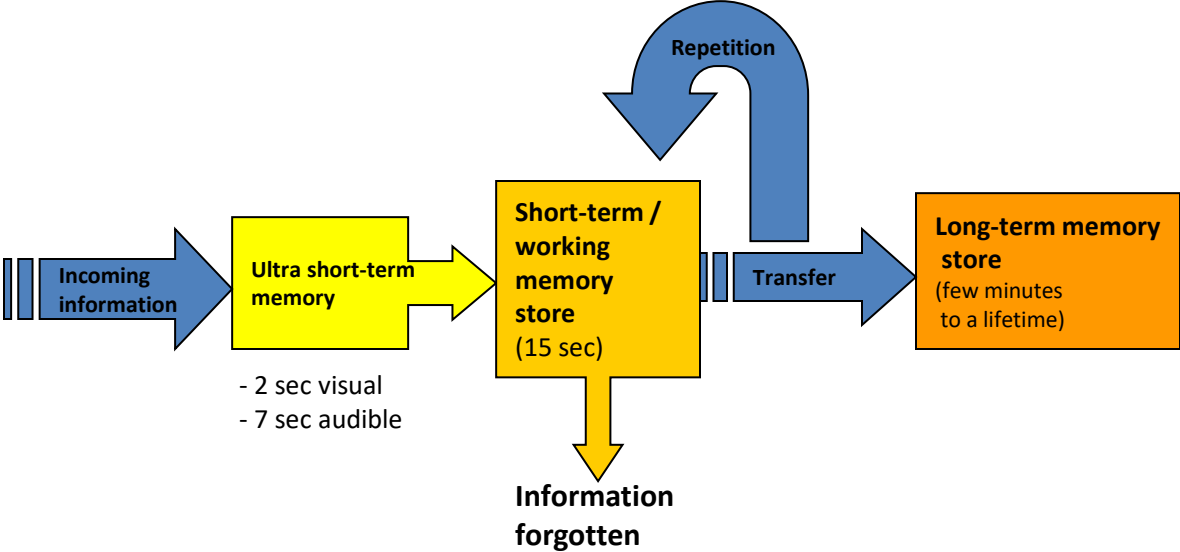 Repetition
Incoming
information
Ultra short-term
memory
- 2 sec visual
- 7 sec audible
Short-term /
working
memory
store
(15 sec)
Transfer
Long-term memory
store
(few minutes
to a lifetime)
Information
forgotten